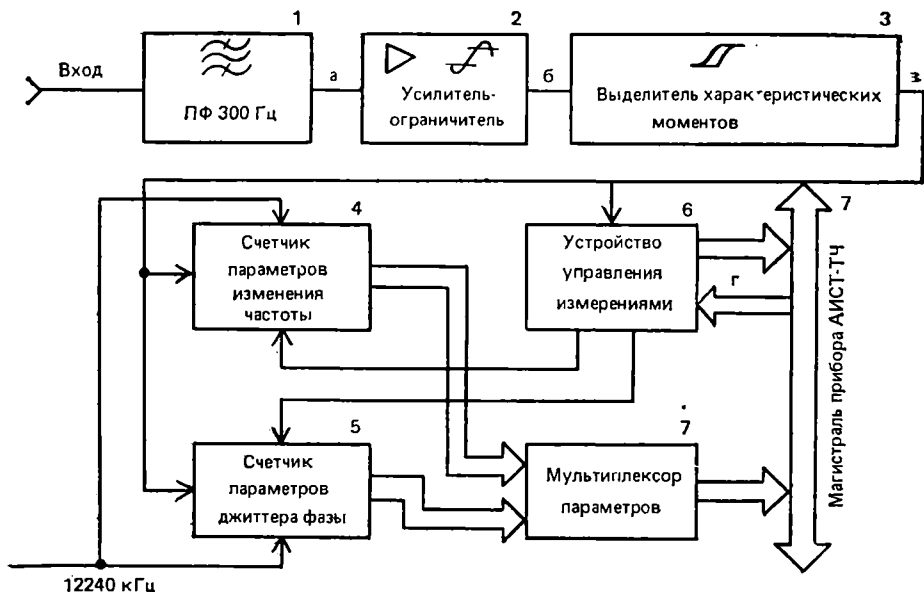 1
2
3
Вход
ПФ 300 Гц
а
Усилитель-
ограничитель
б
Выделитель характеристических
моментов
в
4
Счетчик
параметров
изменения
частоты
6
Устройство
управления
измерениями
г
7
Магистраль прибора АИСТ-ТЧ
5
Счетчик
параметров
джиттера фазы
7
Мультиплексор
параметров
12240 кГц